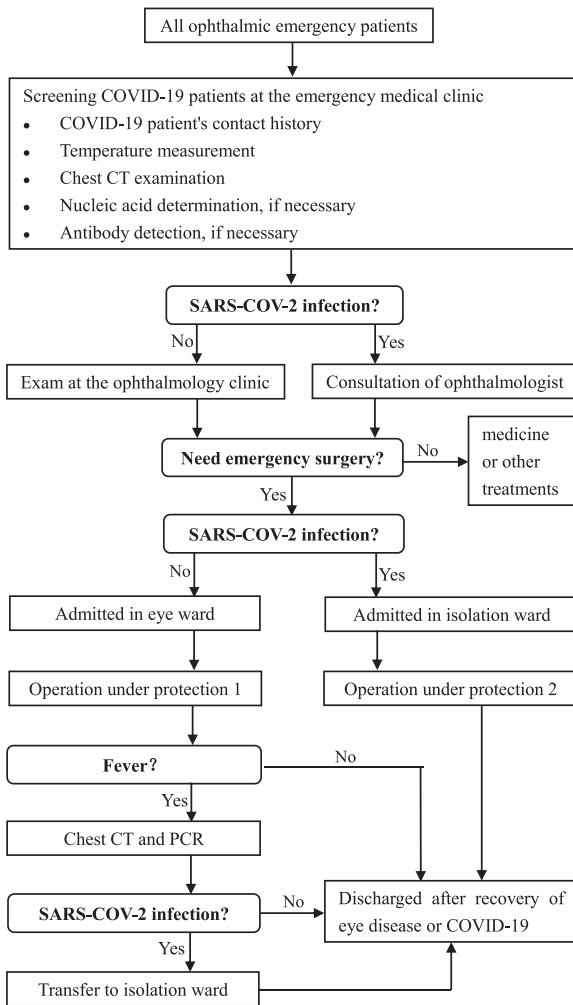 All ophthalmic emergency patients
Screening COVID-19 patients at the emergency medical clinic
• COVID-19 patient's contact history
• Temperature measurement
• Chest CT examination
• Nucleic acid determination, if necessary
• Antibody detection, if necessary
SARS-COV-2 infection?
No
Yes
Exam at the ophthalmology clinic
Consultation of ophthalmologist
Need emergency surgery?
No
medicine
or other
treatments
Yes
SARS-COV-2 infection?
No
Yes
Admitted in eye ward
Admitted in isolation ward
Operation under protection 1
Operation under protection 2
Fever?
No
Yes
Chest CT and PCR
SARS-COV-2 infection?
No
Discharged after recovery of
eye disease or COVID-19
Yes
Transfer to isolation ward